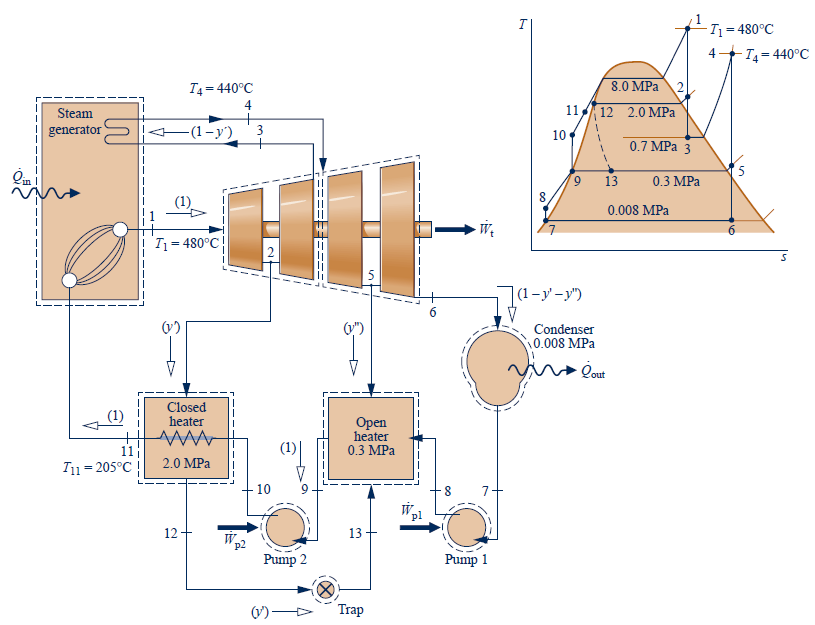 T₄ = 440°C
4
Steam
generator
(1 – y′)
3
Q̇in
(1)
1
T₁ = 480°C
2
5
Ẇt
6
(1 – y′ – y″)
(y′)
(y″)
Condenser
0.008 MPa
Q̇out
(1)
Closed
heater
11
T₁₁ = 205°C
2.0 MPa
(1)
Open
heater
0.3 MPa
10
9
8
7
12
Ẇp2
13
Ẇp1
Pump 2
Pump 1
(y′)
Trap
T
1
T₁ = 480°C
4
T₄ = 440°C
8.0 MPa
2
11
12
2.0 MPa
10
0.7 MPa
3
9
13
0.3 MPa
5
8
0.008 MPa
7
6
s